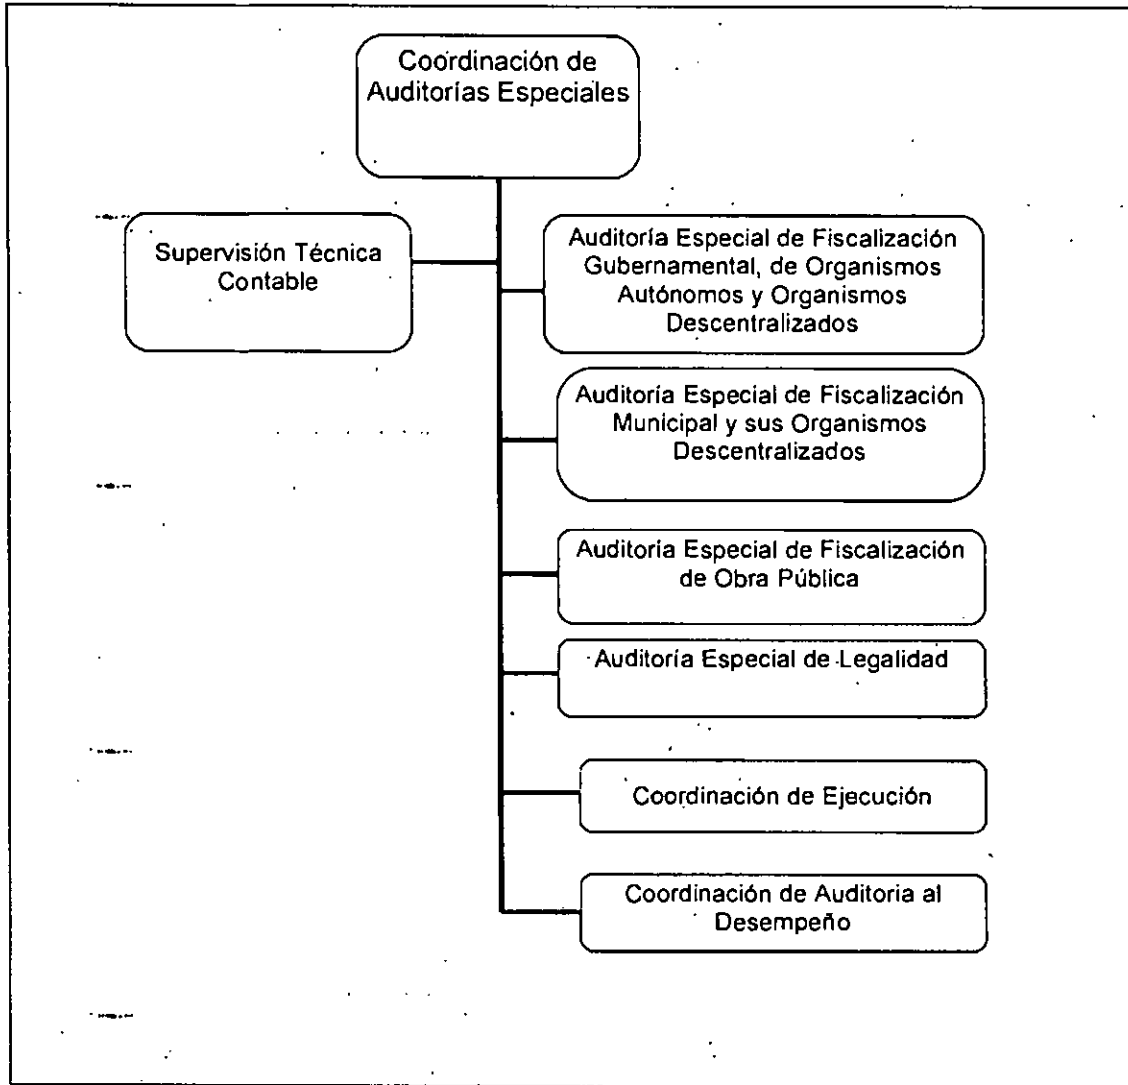 Coordinación de
Auditorías Especiales
Supervisión Técnica
Contable
Auditoría Especial de Fiscalización
Gubernamental, de Organismos
Autónomos y Organismos
Descentralizados
Auditoría Especial de Fiscalización
Municipal y sus Organismos
Descentralizados
Auditoría Especial de Fiscalización
de Obra Pública
Auditoría Especial de Legalidad
Coordinación de Ejecución
Coordinación de Auditoria al
Desempeño